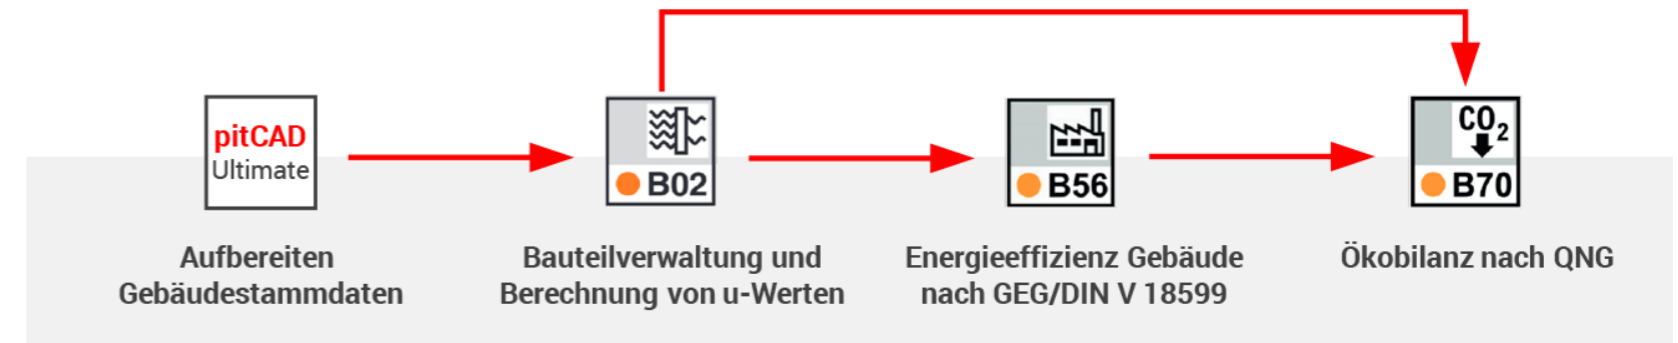 pitCAD
Ultimate
B02
B56
CO₂
B70
Aufbereiten
Gebäudestammdaten
Bauteilverwaltung und
Berechnung von u-Werten
Energieeffizienz Gebäude
nach GEG/DIN V 18599
Ökobilanz nach QNG